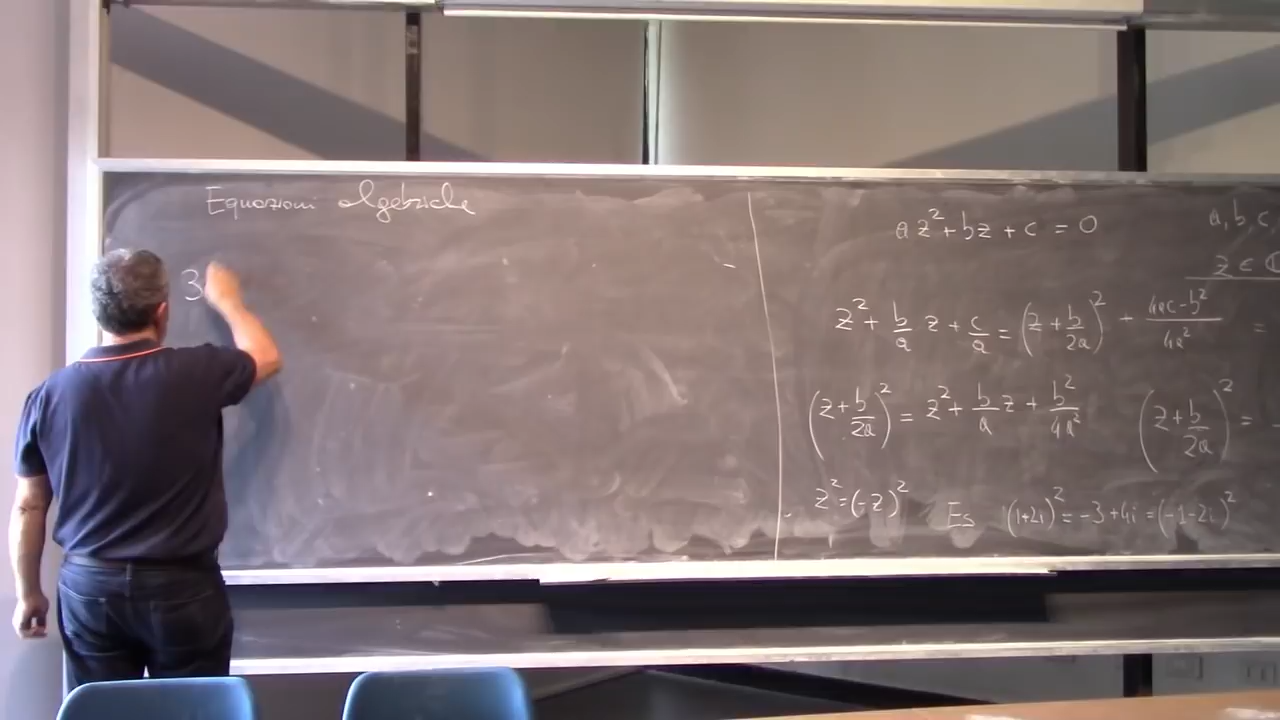 Equazioni algebriche
3
az²+bz+c=0
a, b, c,
z ∈ ℂ
z²+b/a z+c/a=(z+b/2a)²+(4ac-b²)/4a² =
(z+b/2a)²=z²+b/a z+b²/4a²
(z+b/2a)²=
z²=(-z)²
Es (1+2i)²=-3+4i=(-1-2i)²